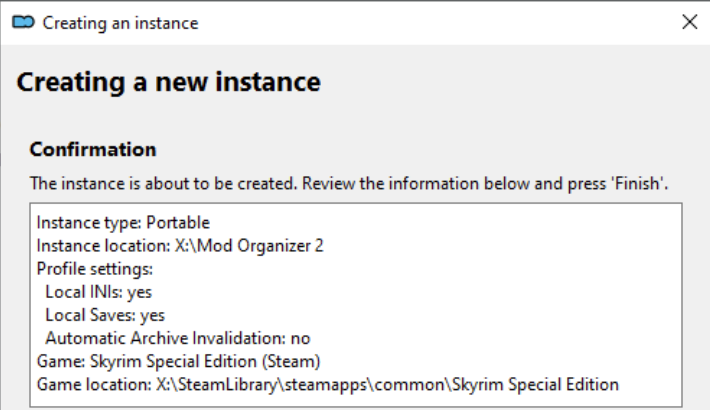 Creating an instance
Creating a new instance
Confirmation
The instance is about to be created. Review the information below and press 'Finish'.
Instance type: Portable
Instance location: X:\Mod Organizer 2
Profile settings:
Local INIs: yes
Local Saves: yes
Automatic Archive Invalidation: no
Game: Skyrim Special Edition (Steam)
Game location: X:\SteamLibrary\steamapps\common\Skyrim Special Edition